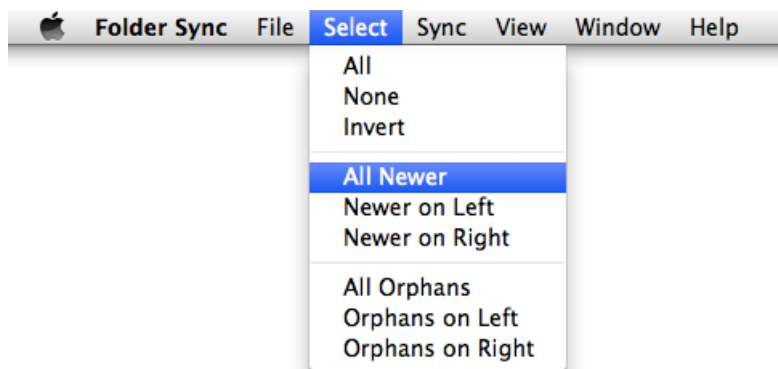 Folder Sync File Select Sync View Window Help
All
None
Invert
All Newer
Newer on Left
Newer on Right
All Orphans
Orphans on Left
Orphans on Right